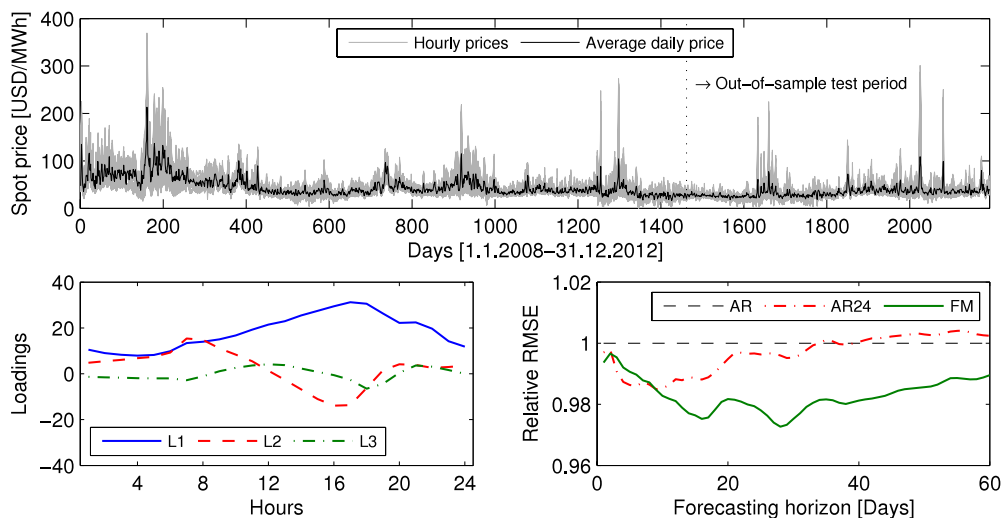 400
300
200
100
0
Spot price [USD/MWh]
Hourly prices
Average daily price
→ Out−of−sample test period
0 200 400 600 800 1000 1200 1400 1600 1800 2000
Days [1.1.2008−31.12.2012]
40
20
0
−20
−40
Loadings
L1 L2 L3
4 8 12 16 20 24
Hours
1.02
1
0.98
0.96
Relative RMSE
AR AR24 FM
0 20 40 60
Forecasting horizon [Days]